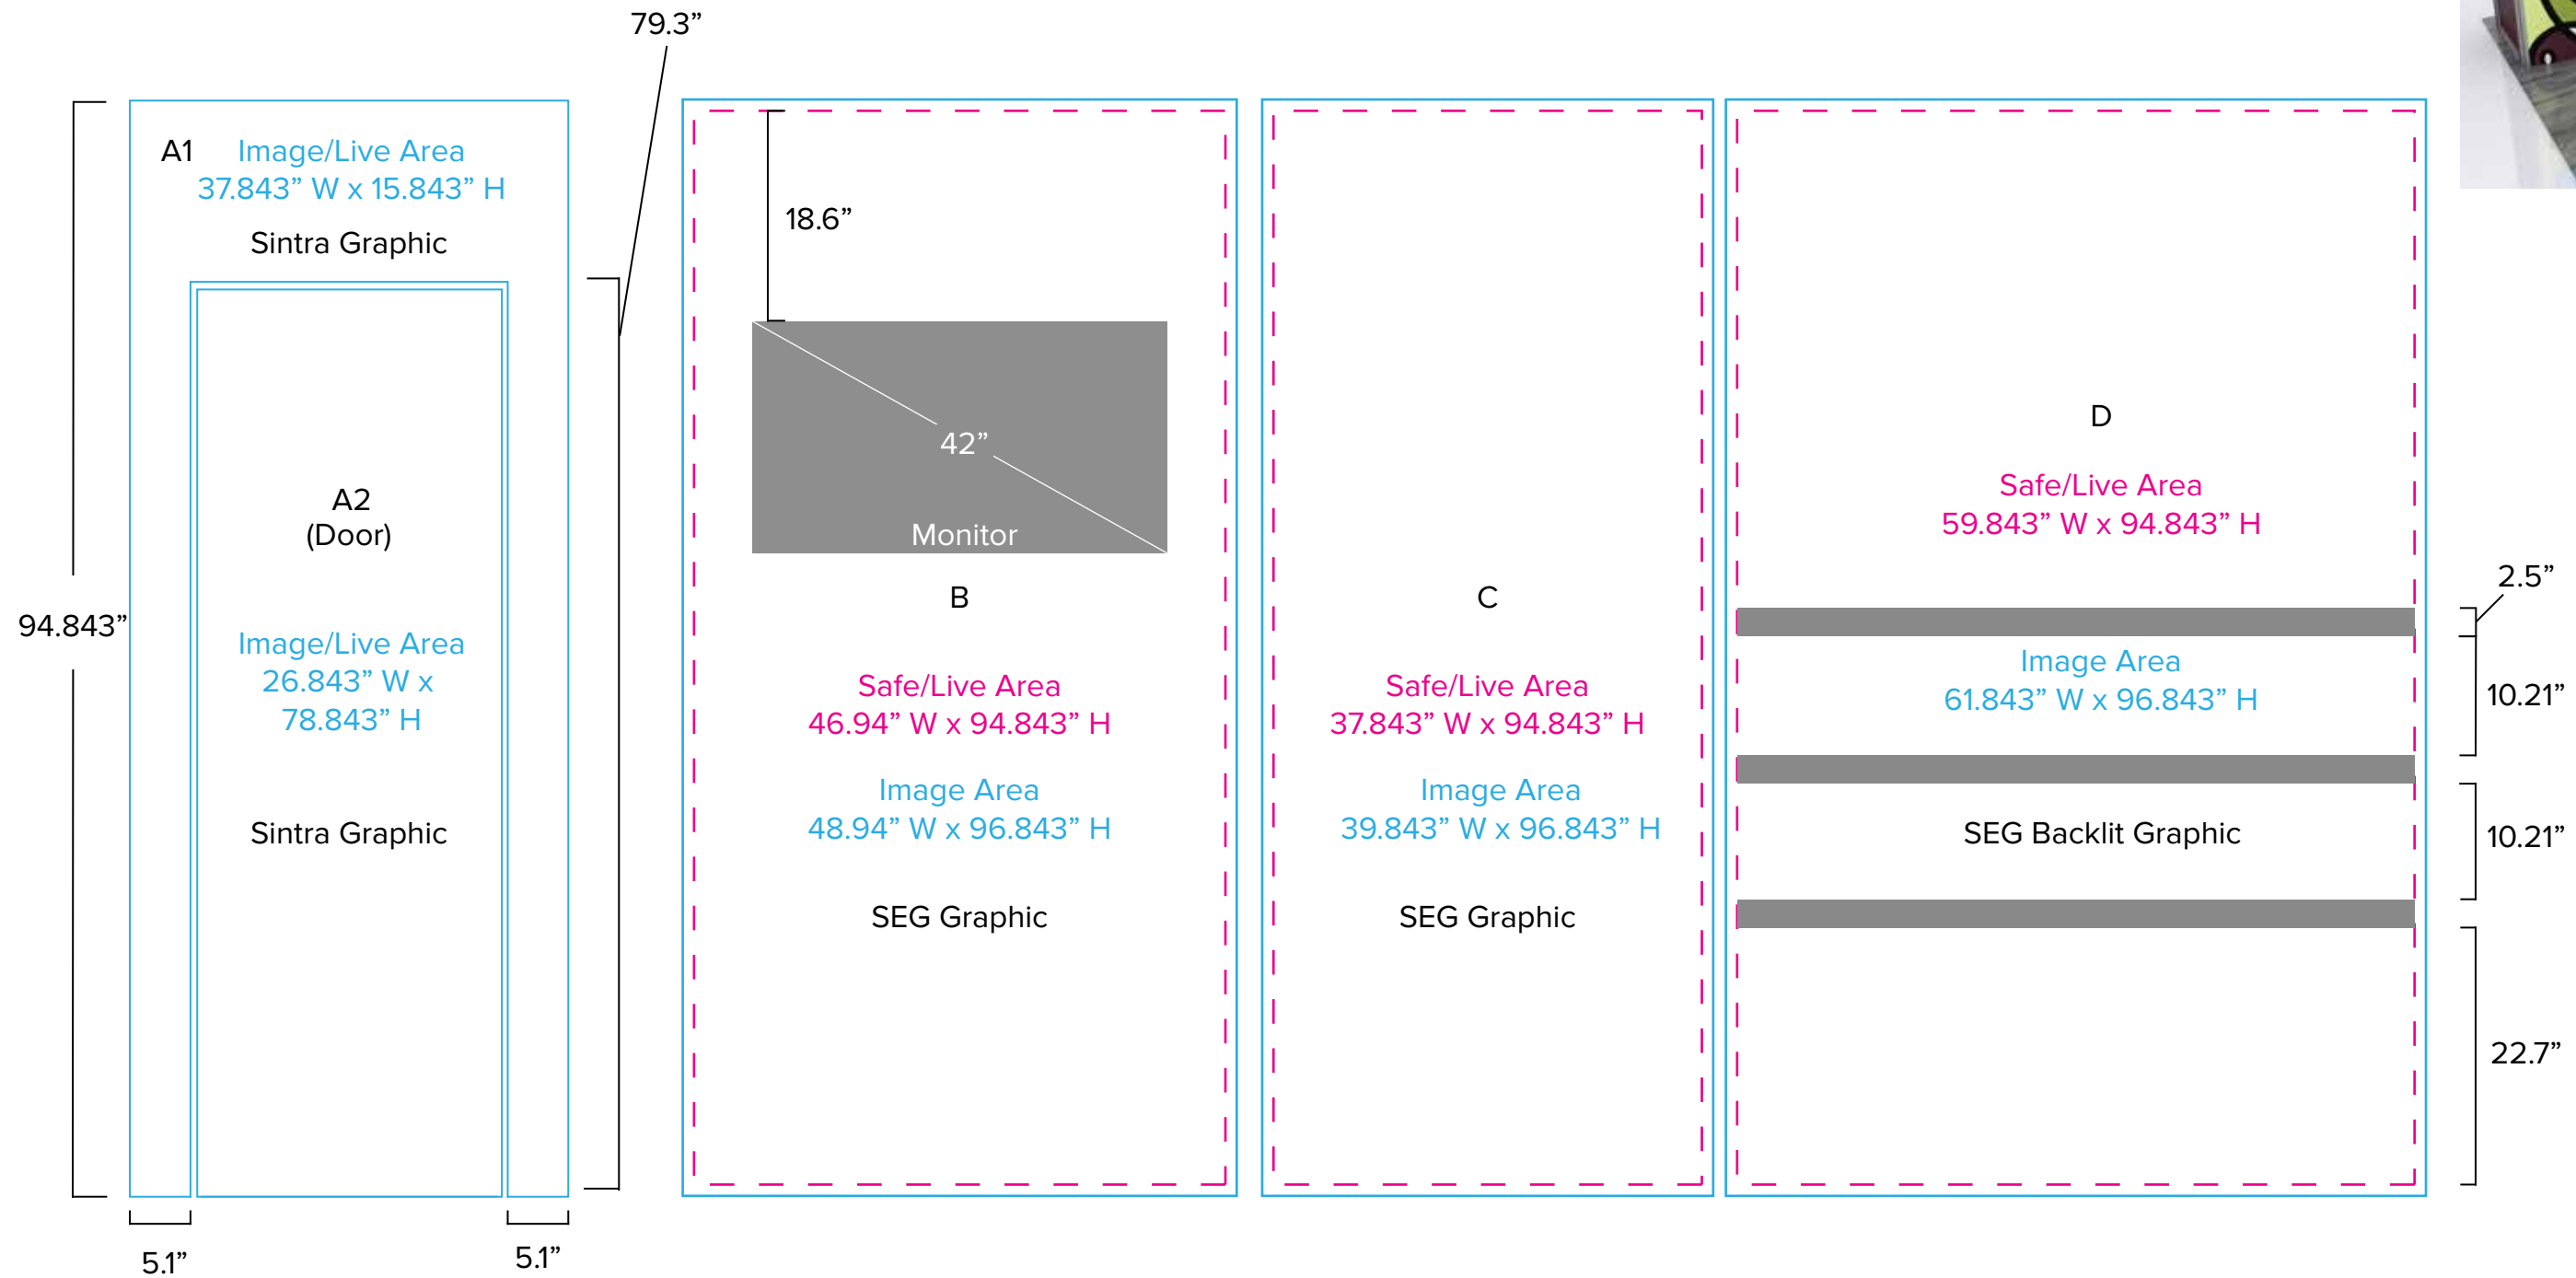 79.3”
A1
Image/Live Area
37.843” W x 15.843” H
Sintra Graphic
94.843”
A2
(Door)
Image/Live Area
26.843” W x
78.843” H
Sintra Graphic
5.1”
5.1”
18.6”
42”
Monitor
B
Safe/Live Area
46.94” W x 94.843” H
Image Area
48.94” W x 96.843” H
SEG Graphic
C
Safe/Live Area
37.843” W x 94.843” H
Image Area
39.843” W x 96.843” H
SEG Graphic
D
Safe/Live Area
59.843” W x 94.843” H
Image Area
61.843” W x 96.843” H
SEG Backlit Graphic
2.5”
10.21”
10.21”
22.7”